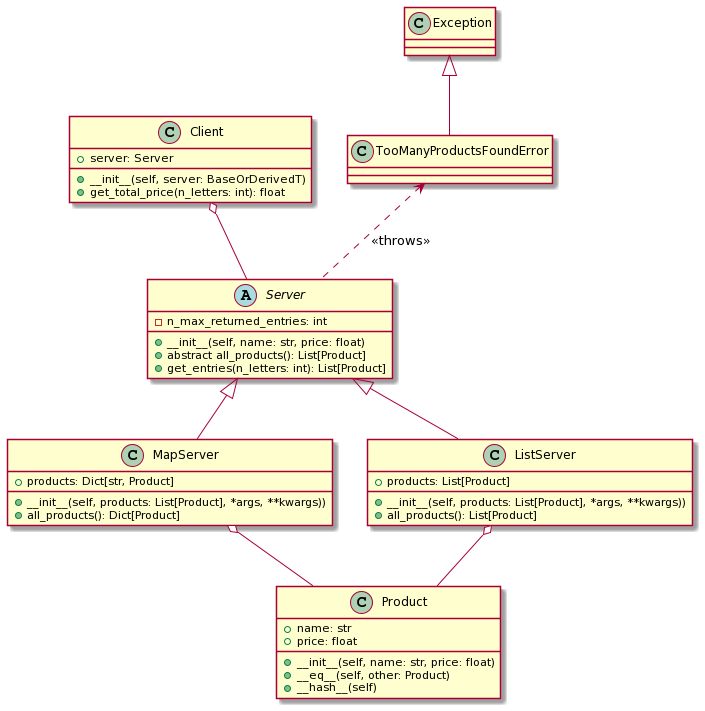 C Exception
C TooManyProductsFoundError
C Client
server: Server
__init__(self, server: BaseOrDerivedT)
get_total_price(n_letters: int): float
«throws»
A Server
n_max_returned_entries: int
__init__(self, name: str, price: float)
abstract all_products(): List[Product]
get_entries(n_letters: int): List[Product]
C MapServer
products: Dict[str, Product]
__init__(self, products: List[Product], *args, **kwargs))
all_products(): Dict[Product]
C ListServer
products: List[Product]
__init__(self, products: List[Product], *args, **kwargs))
all_products(): List[Product]
C Product
name: str
price: float
__init__(self, name: str, price: float)
__eq__(self, other: Product)
__hash__(self)